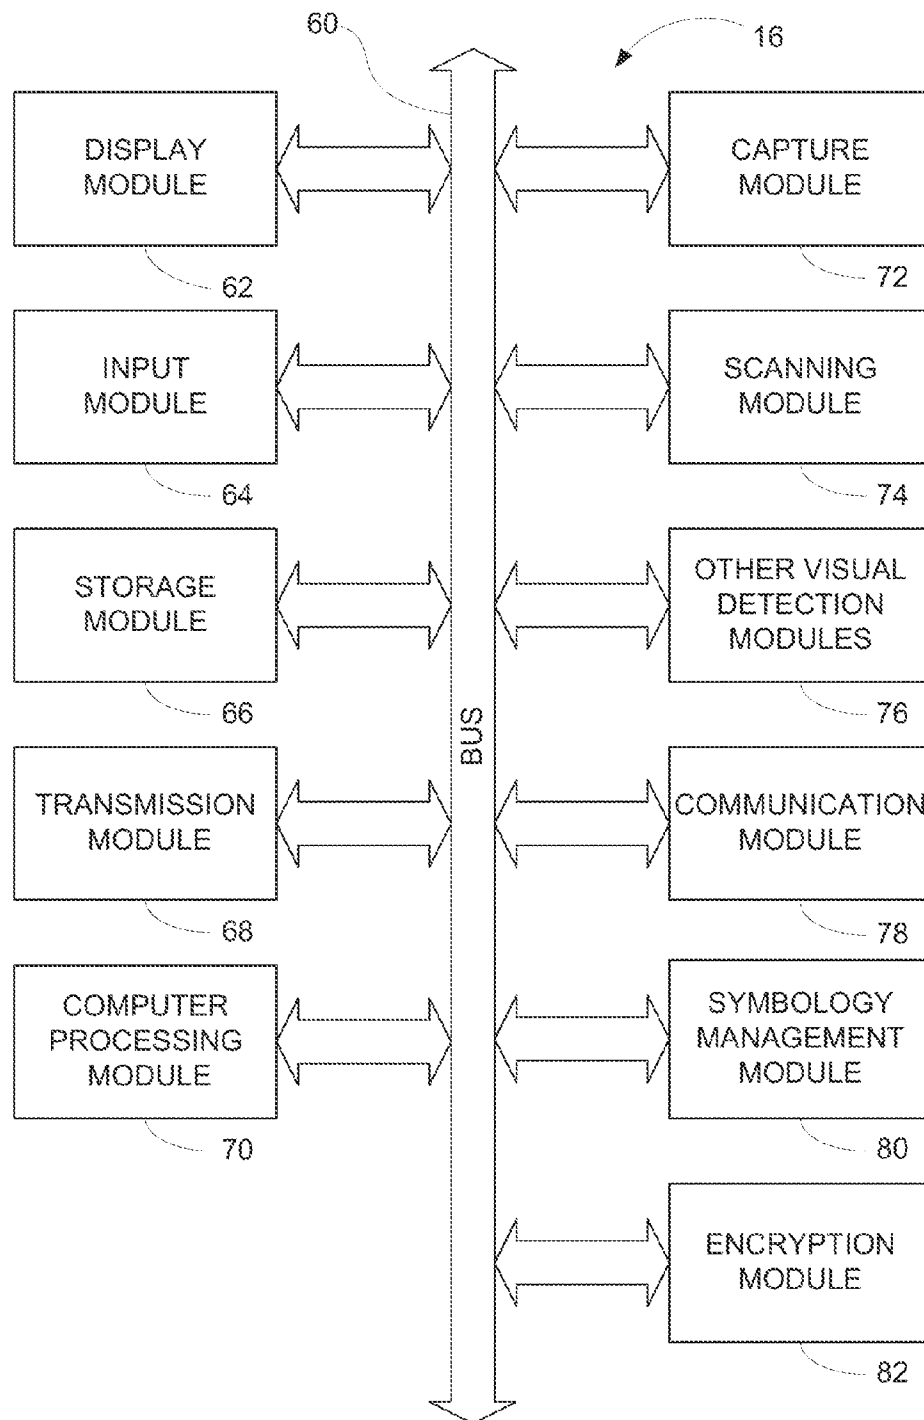 60
16
DISPLAY
MODULE
62
CAPTURE
MODULE
72
INPUT
MODULE
64
SCANNING
MODULE
74
STORAGE
MODULE
66
OTHER VISUAL
DETECTION
MODULES
76
BUS
TRANSMISSION
MODULE
68
COMMUNICATION
MODULE
78
COMPUTER
PROCESSING
MODULE
70
SYMBOLOGY
MANAGEMENT
MODULE
80
ENCRYPTION
MODULE
82